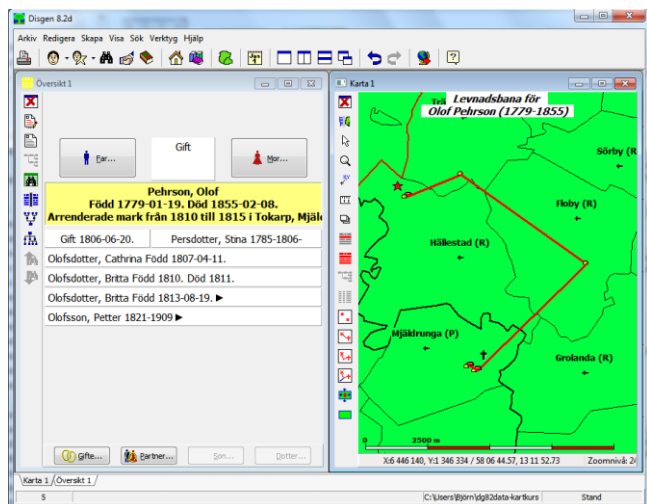 Disgen 8.2d
Arkiv Redigera Skapa Visa Sök Verktyg Hjälp
Översikt 1
Far...
Gift
Mor...
Pehrson, Olof
Född 1779-01-19. Död 1855-02-08.
Arrenderade mark från 1810 till 1815 i Tokarp, Mjäl
Gift 1806-06-20. Persdotter, Stina 1785-1806-
Olofsdotter, Cathrina Född 1807-04-11.
Olofsdotter, Britta Född 1810. Död 1811.
Olofsdotter, Britta Född 1813-08-19. ►
Olofsson, Petter 1821-1909 ►
Gifte... Partner... Son... Dotter...
Karta 1
XY
Levnadsbana för
Olof Pehrson (1779-1855)
Sörby (R
Floby (R)
Hällestad (R)
Mjäldrunga (P)
Grolanda (R)
0 2500 m
X:6 446 140, Y:1 346 334 / 58 06 44.57, 13 11 52.73 Zoomnivå: 24
Karta 1 Översikt 1
S C:\Users\Björn\dg82data-kartkurs Stand